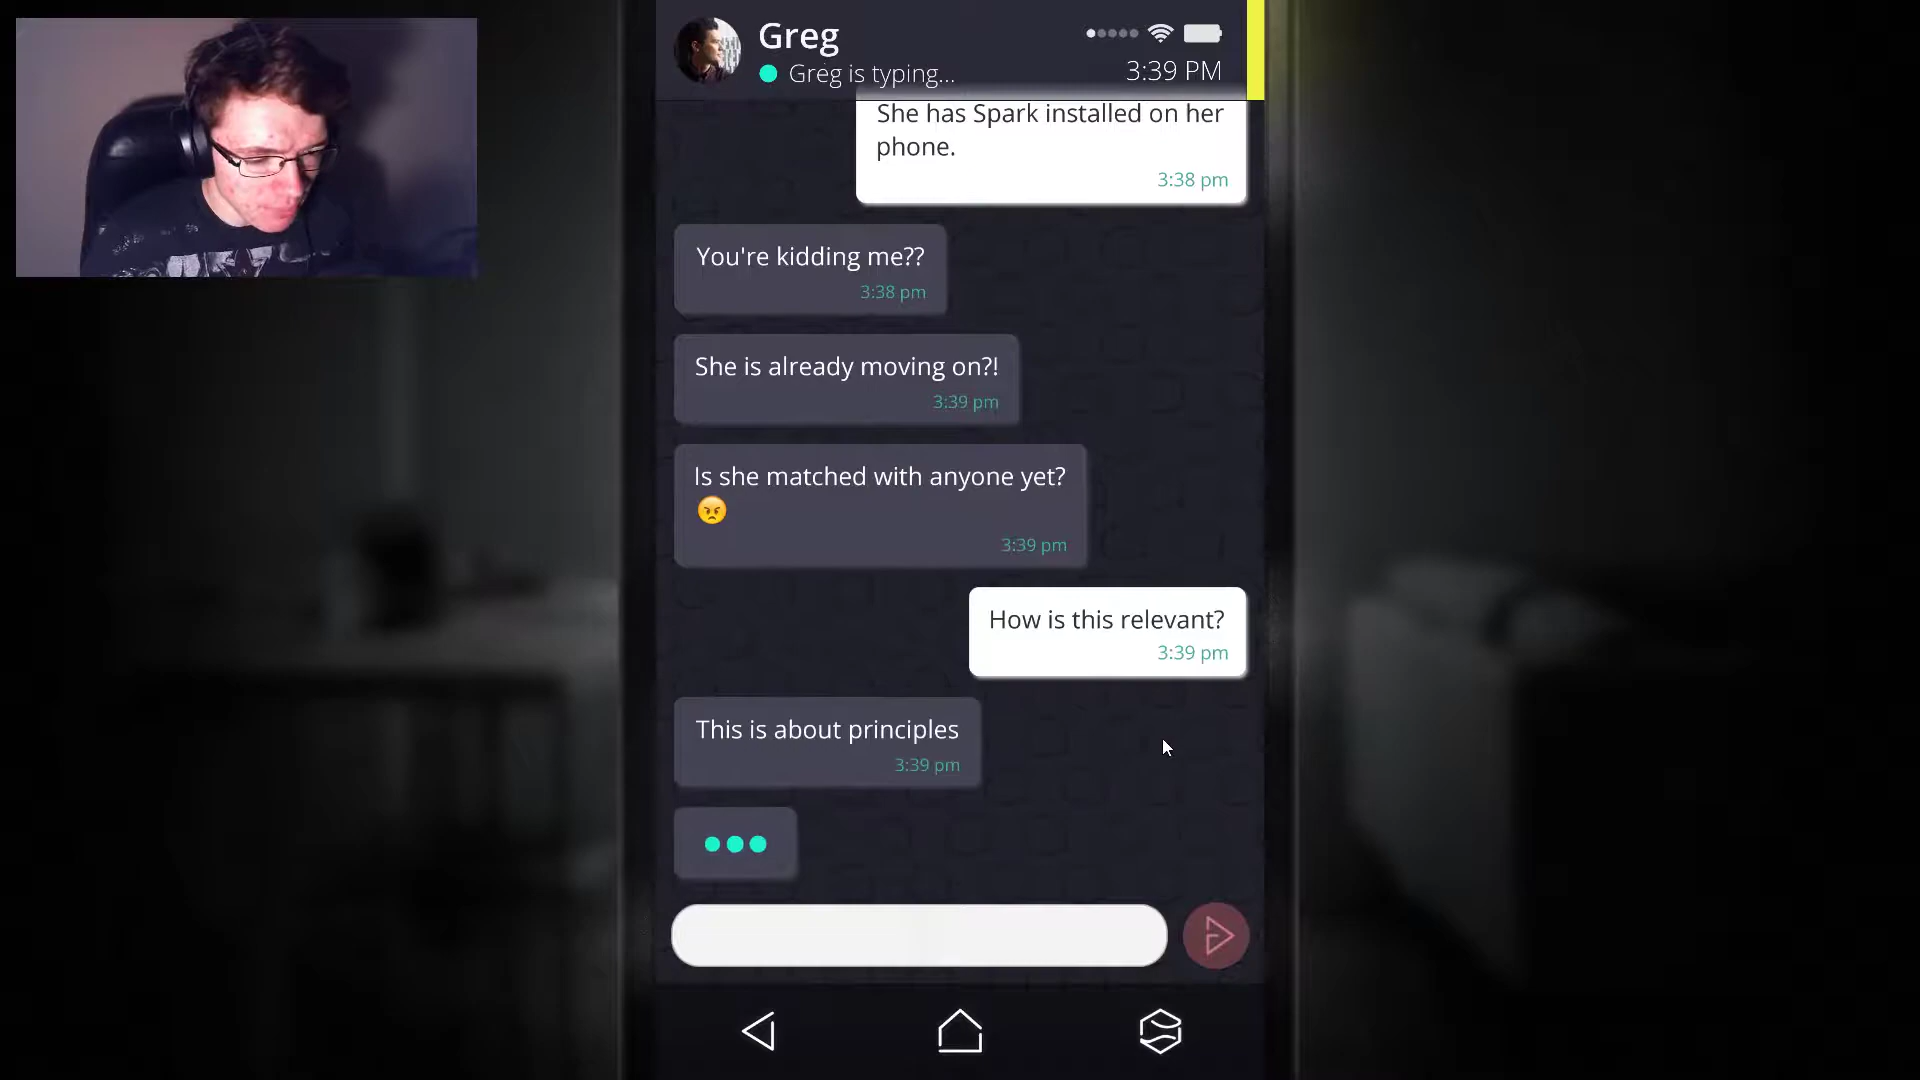 Greg
Greg is typing...
3:39 PM
She has Spark installed on her
phone.
3:38 pm
You're kidding me??
3:38 pm
She is already moving on?!
3:39 pm
Is she matched with anyone yet?
😠
3:39 pm
How is this relevant?
3:39 pm
This is about principles
3:39 pm